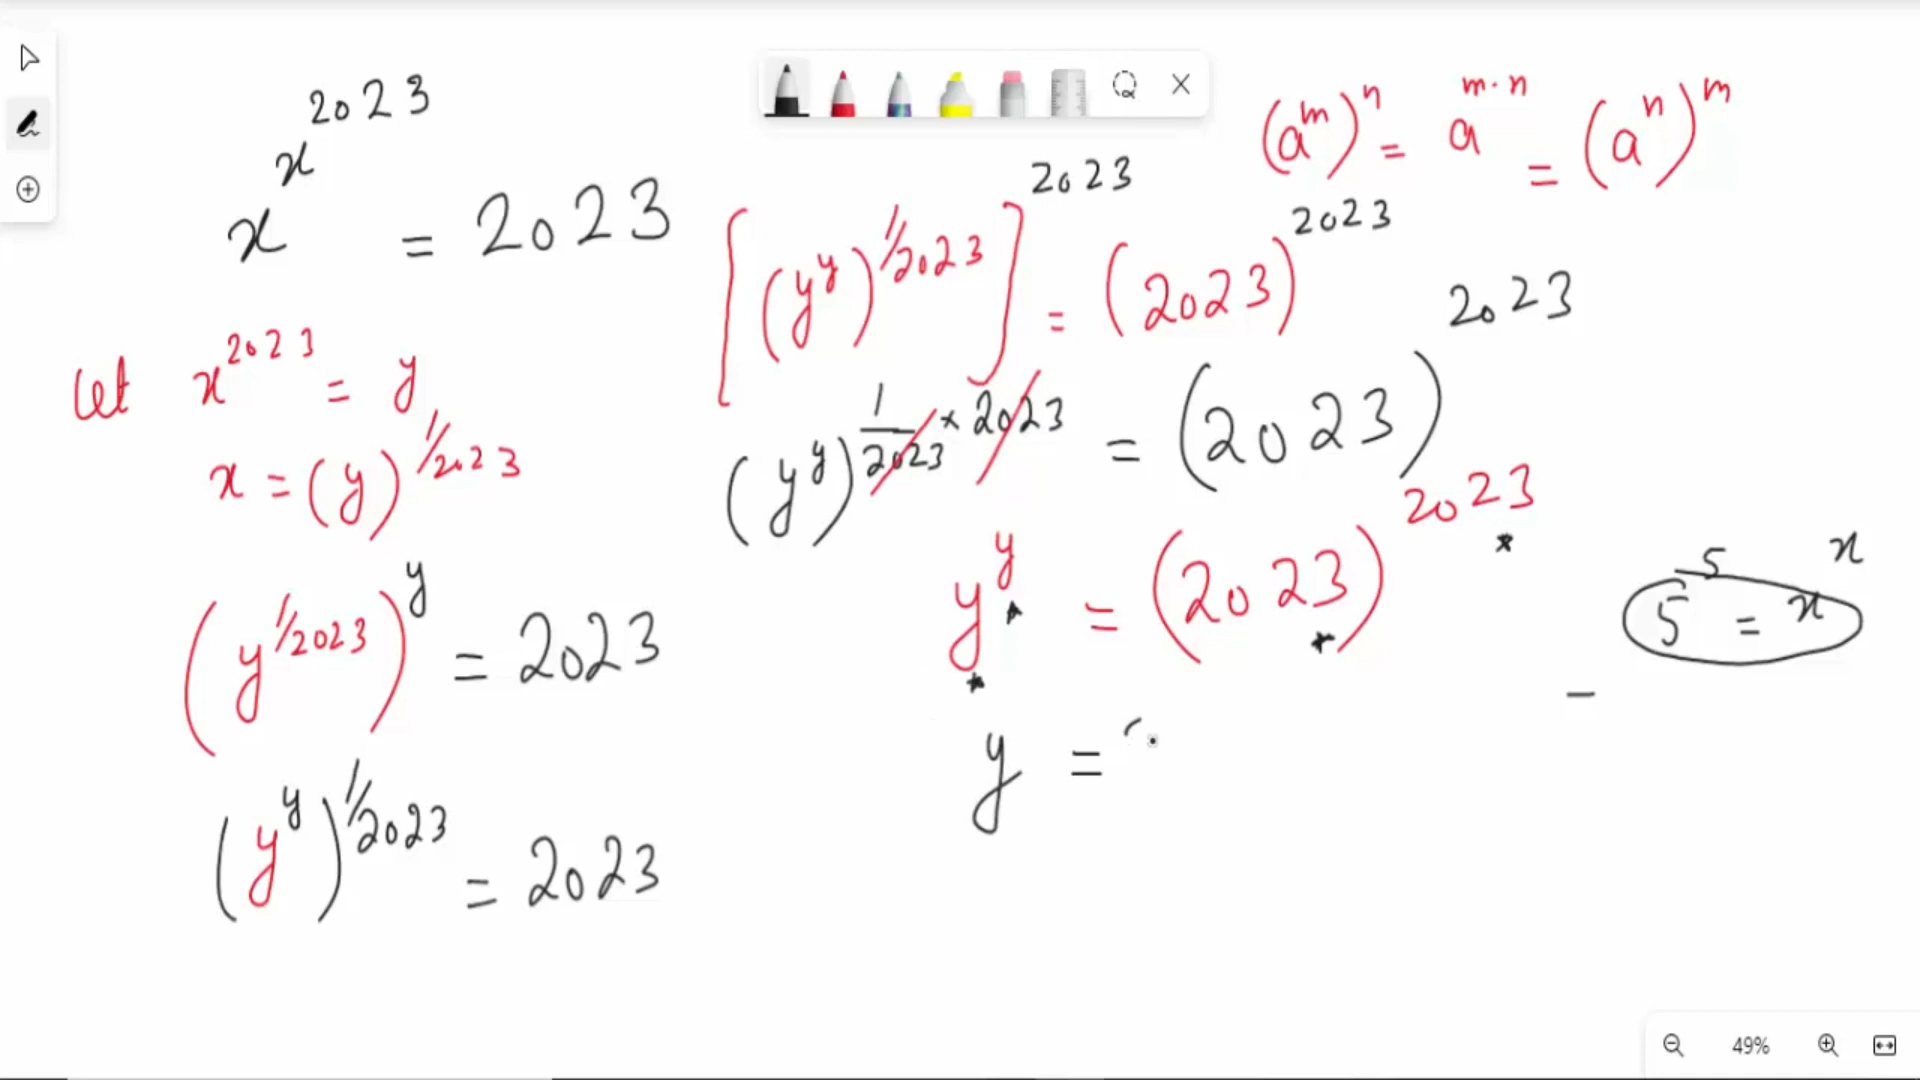 x^x^2023 = 2023
Let x^2023 = y
x = (y)^1/2023
(y^1/2023)^y = 2023
(y^y)^1/2023 = 2023
(a^m)^n = a^m·n = (a^n)^m
[(y^y)^1/2023]^2023 = (2023)^2023
(y^y)^1/2023 × 2023 = (2023)^2023
y^y = (2023)^2023
y =
5^5 = x^x
49%